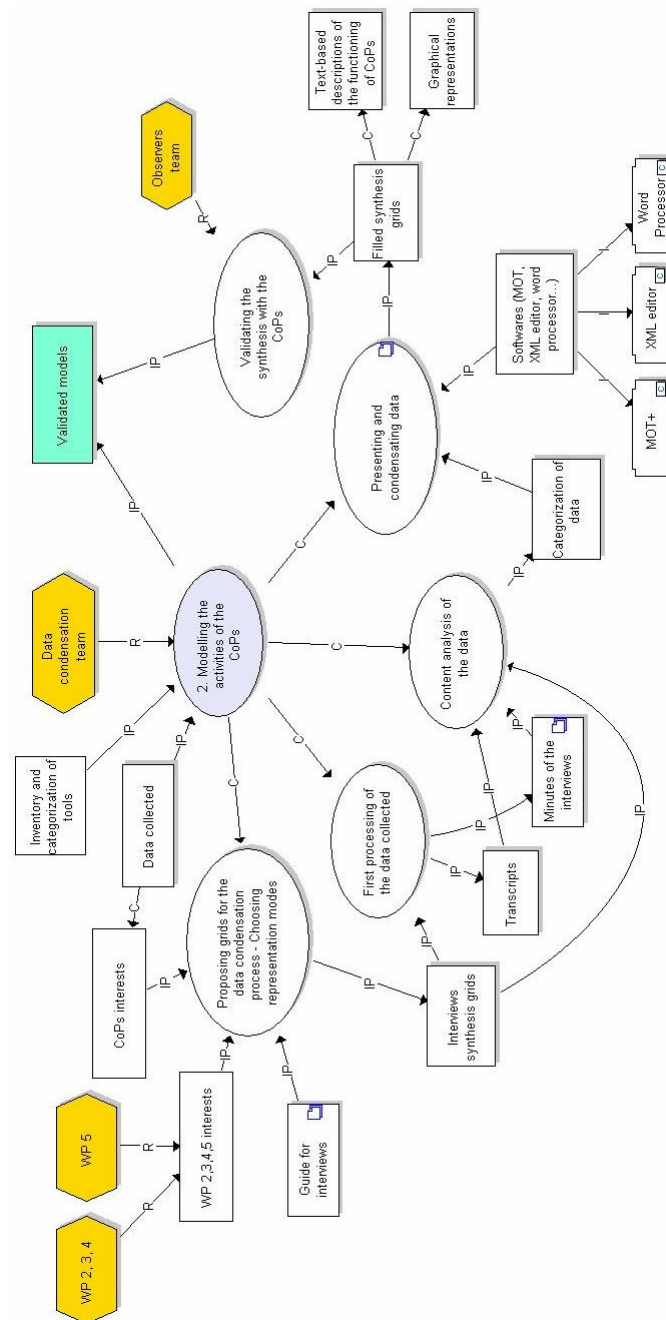 WP 2, 3, 4
WP 5
Inventory and
categorization of
tools
Data
condensation
team
Validated models
Observers
team
R
R
CoPs interests
C
Data collected
IP
R
IP
IP
R
WP 2,3,4,5 interests
IP
IP
IP
2. Modelling the
activities of the
CoPs
IP
Validating the
synthesis with the
CoPs
Text-based
descriptions of
the functioning
of CoPs
IP
Proposing grids for the
data condensation
process - Choosing
representation modes
C
C
C
C
IP
C
Guide for
interviews
IP
Filled synthesis
grids
C
Graphical
representations
IP
First processing of
the data collected
Presenting and
condensating data
IP
Interviews
synthesis grids
IP
IP
IP
Content analysis of
the data
IP
IP
Transcripts
IP
IP
Categorization of
data
IP
Softwares (MOT,
XML editor, word
processor...)
Minutes of the
interviews
IP
I
I
I
MOT+
C
XML editor
C
Word
Processor
C